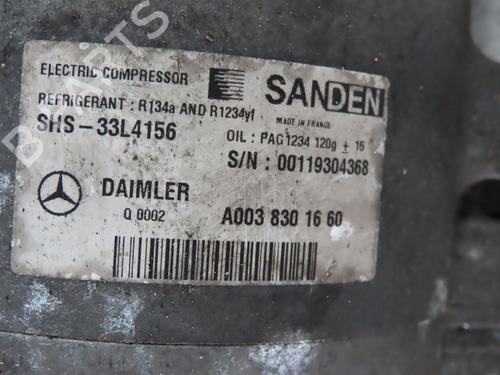 ELECTRIC COMPRESSOR
SANDEN
REFRIGERANT : R134a AND R1234yf
MADE IN FRANCE
SHS-33L4156
OIL : PAG1234 120g ± 15
S/N : 00119304368
DAIMLER
Q 0002
A003 830 16 60